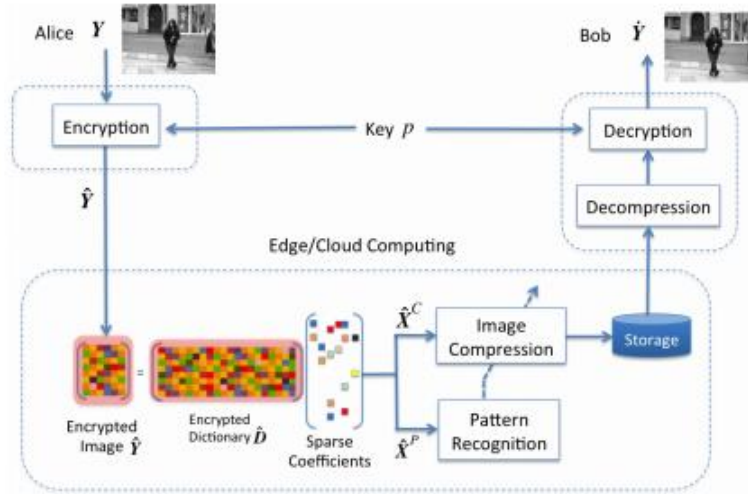 Alice Y
Bob Ẏ
Encryption
Key p
Decryption
Ŷ
Decompression
Edge/Cloud Computing
X̂^C
Image
Compression
Storage
=
Encrypted
Image Ŷ
Encrypted
Dictionary D̂
Sparse
Coefficients
X̂^P
Pattern
Recognition